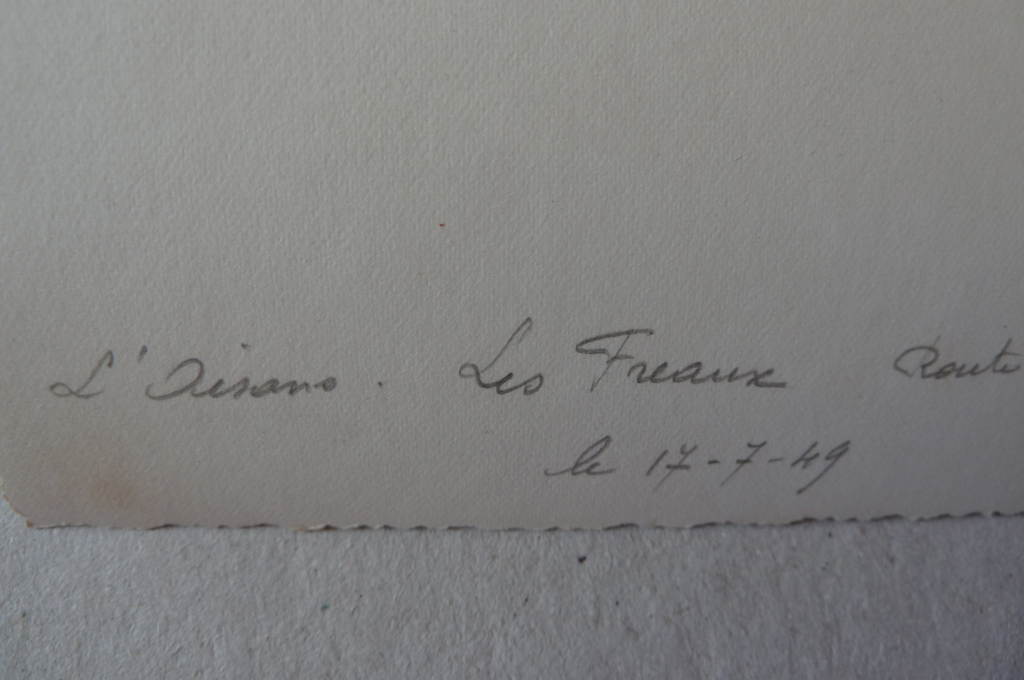 L'Oisans. Les Freaux Route
le 17-7-49